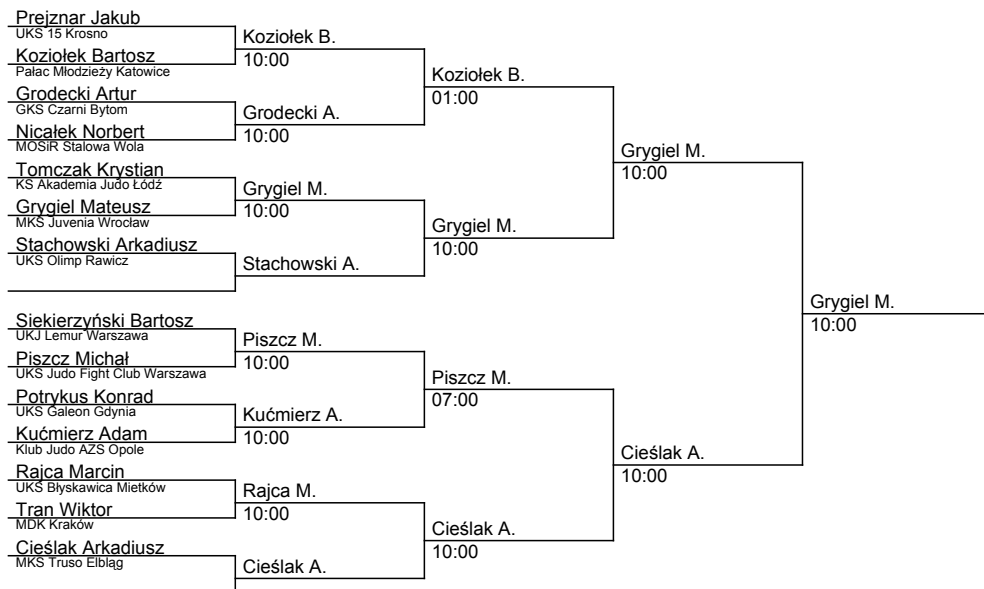 Prejznar Jakub
UKS 15 Krosno
Koziołek Bartosz
Pałac Młodzieży Katowice
Grodecki Artur
GKS Czarni Bytom
Nicałek Norbert
MOSiR Stalowa Wola
Tomczak Krystian
KS Akademia Judo Łódź
Grygiel Mateusz
MKS Juvenia Wrocław
Stachowski Arkadiusz
UKS Olimp Rawicz
Siekierzyński Bartosz
UKJ Lemur Warszawa
Piszcz Michał
UKS Judo Fight Club Warszawa
Potrykus Konrad
UKS Galeon Gdynia
Kućmierz Adam
Klub Judo AZS Opole
Rajca Marcin
UKS Błyskawica Mietków
Tran Wiktor
MDK Kraków
Cieślak Arkadiusz
MKS Truso Elbląg
Koziołek B.
10:00
Grodecki A.
10:00
Grygiel M.
10:00
Stachowski A.
Piszcz M.
10:00
Kućmierz A.
10:00
Rajca M.
10:00
Cieślak A.
Koziołek B.
01:00
Grygiel M.
10:00
Piszcz M.
07:00
Cieślak A.
10:00
Grygiel M.
10:00
Cieślak A.
10:00
Grygiel M.
10:00